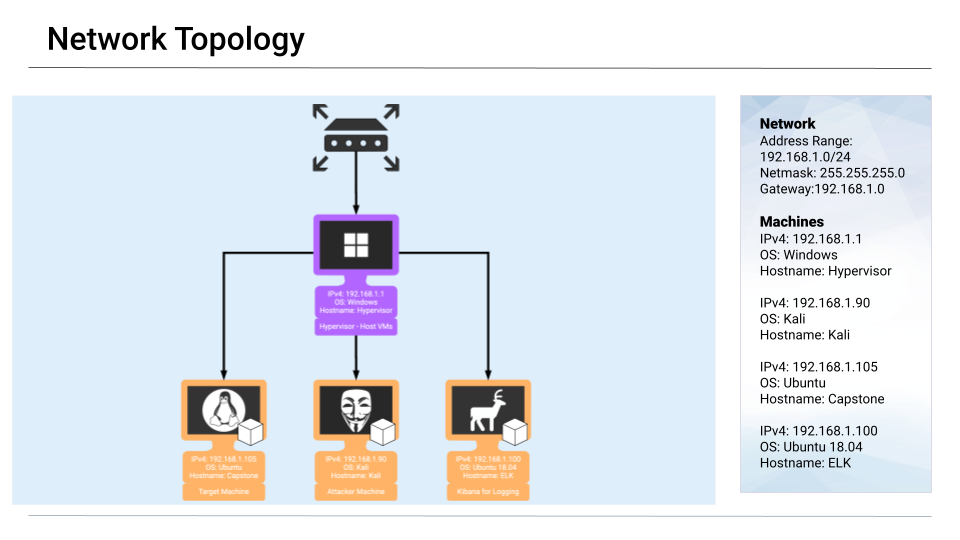 Network Topology
IPv4: 192.168.1.1
OS: Windows
Hostname: Hypervisor
Hypervisor - Host VMs
IPv4: 192.168.1.105
OS: Ubuntu
Hostname: Capstone
Target Machine
IPv4: 192.168.1.90
OS: Kali
Hostname: Kali
Attacker Machine
IPv4: 192.168.1.100
OS: Ubuntu 18.04
Hostname: ELK
Kibana for Logging
Network
Address Range:
192.168.1.0/24
Netmask: 255.255.255.0
Gateway:192.168.1.0
Machines
IPv4: 192.168.1.1
OS: Windows
Hostname: Hypervisor
IPv4: 192.168.1.90
OS: Kali
Hostname: Kali
IPv4: 192.168.1.105
OS: Ubuntu
Hostname: Capstone
IPv4: 192.168.1.100
OS: Ubuntu 18.04
Hostname: ELK